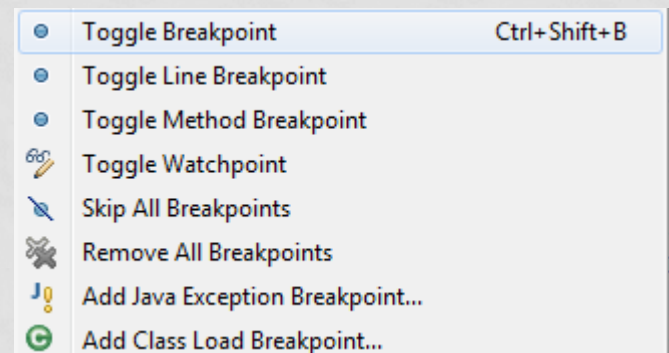 Toggle Breakpoint Ctrl+Shift+B
Toggle Line Breakpoint
Toggle Method Breakpoint
Toggle Watchpoint
Skip All Breakpoints
Remove All Breakpoints
Add Java Exception Breakpoint...
Add Class Load Breakpoint...